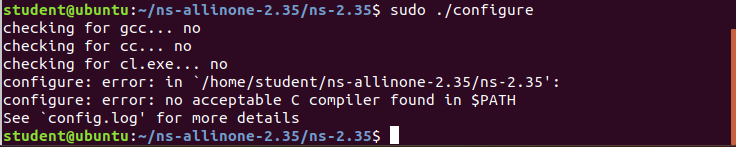 student@ubuntu:~/ns-allinone-2.35/ns-2.35$ sudo ./configure
checking for gcc... no
checking for cc... no
checking for cl.exe... no
configure: error: in `/home/student/ns-allinone-2.35/ns-2.35':
configure: error: no acceptable C compiler found in $PATH
See `config.log' for more details
student@ubuntu:~/ns-allinone-2.35/ns-2.35$